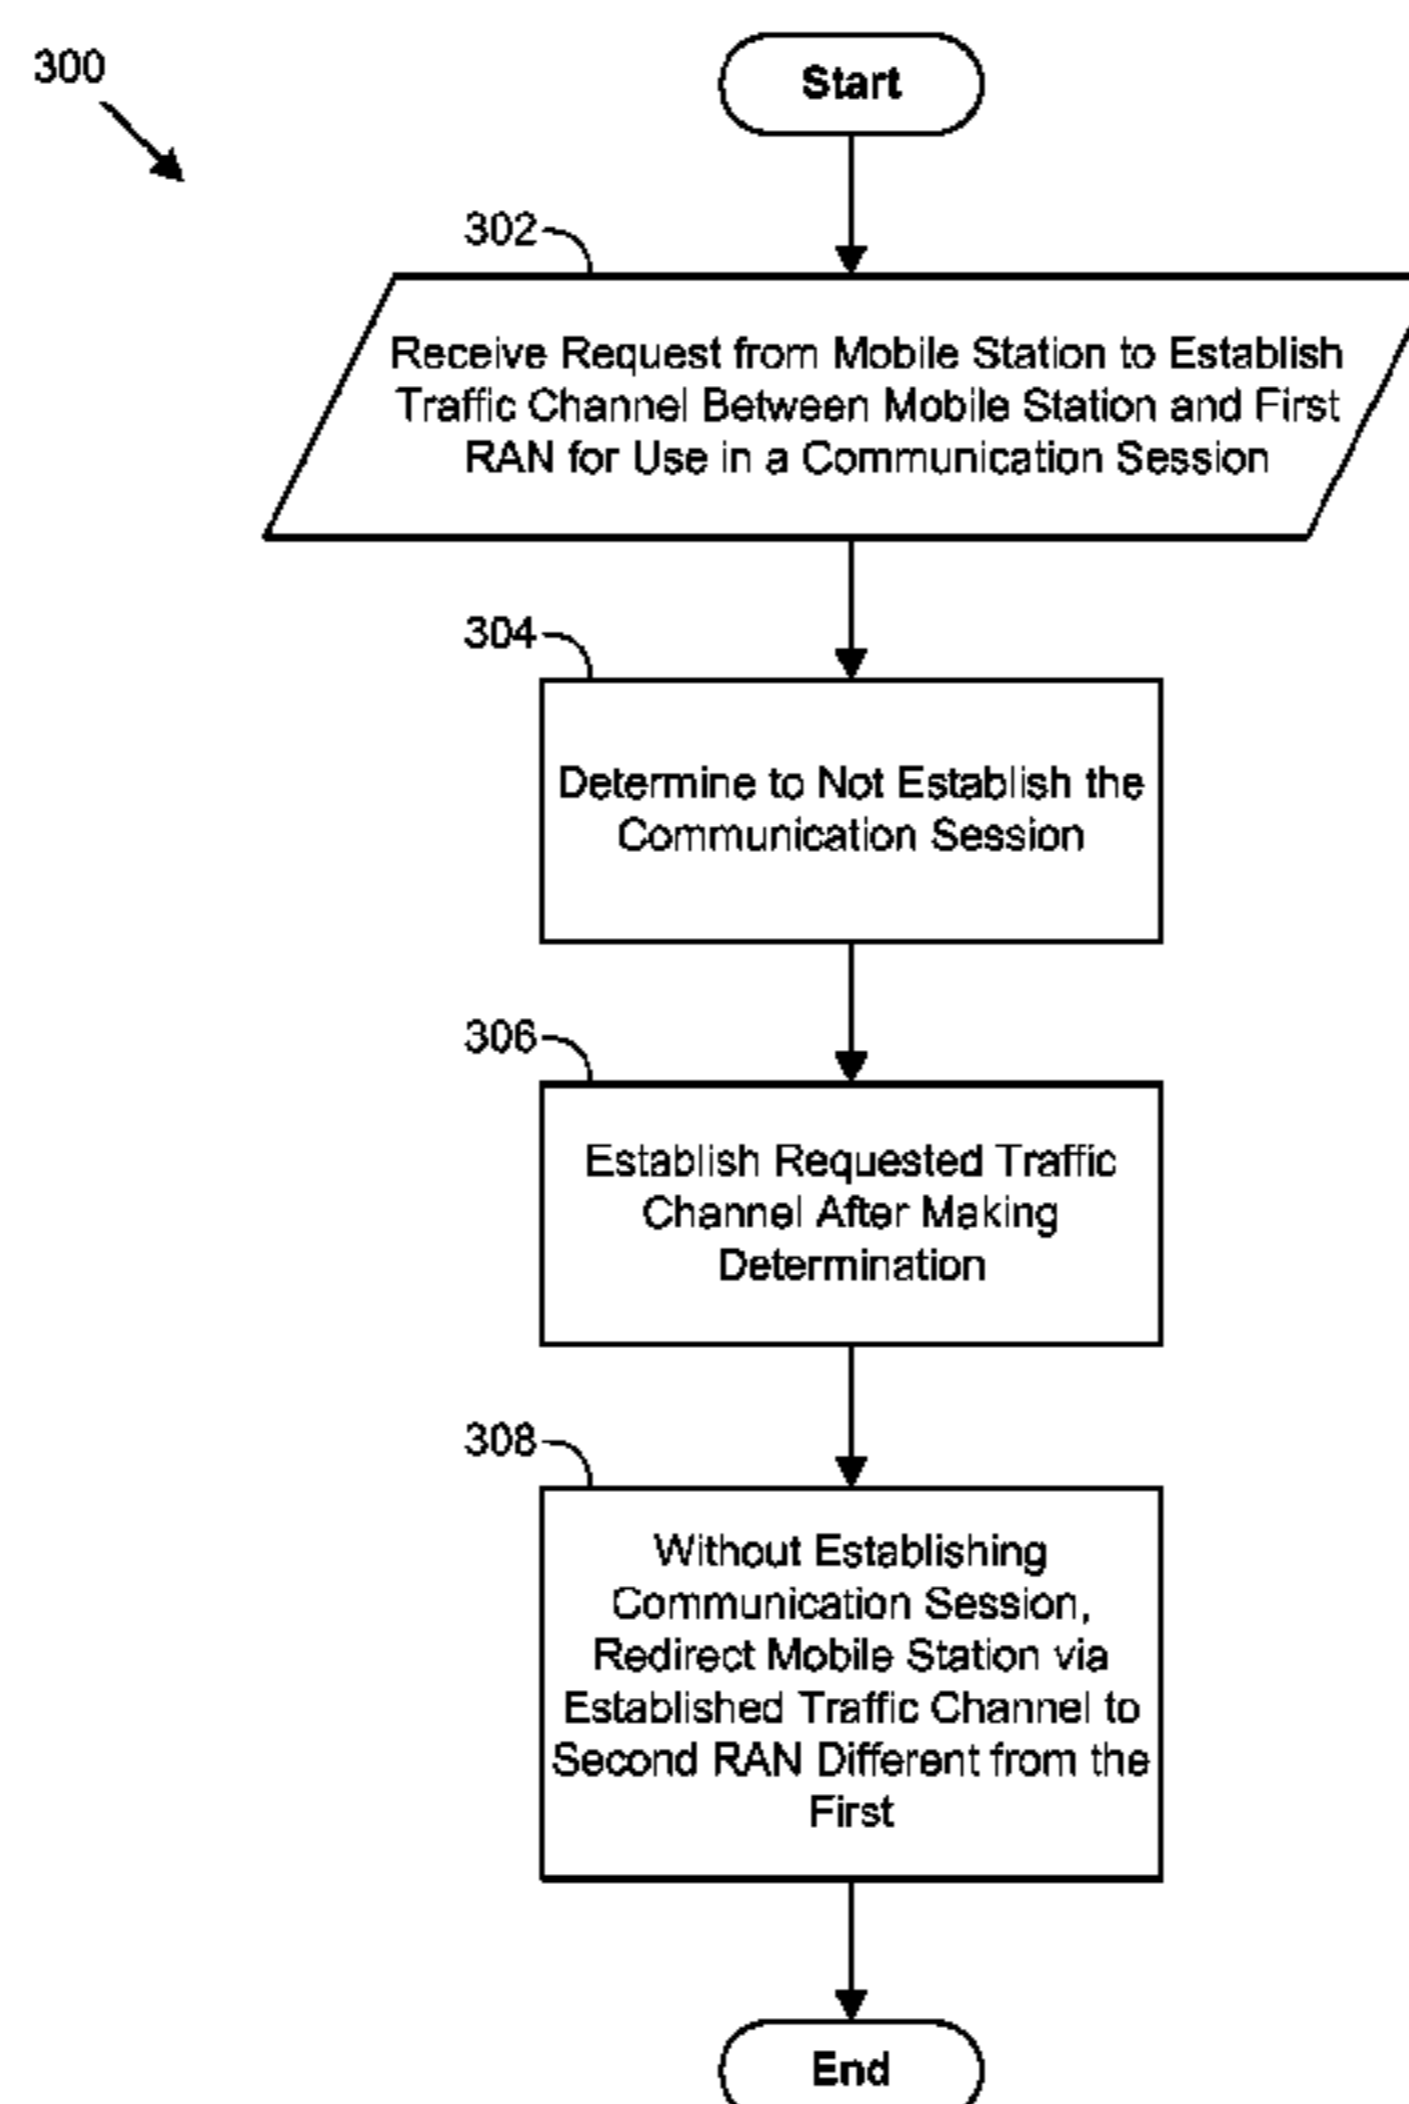 300
Start
302
Receive Request from Mobile Station to Establish
Traffic Channel Between Mobile Station and First
RAN for Use in a Communication Session
304
Determine to Not Establish the
Communication Session
306
Establish Requested Traffic
Channel After Making
Determination
308
Without Establishing
Communication Session,
Redirect Mobile Station via
Established Traffic Channel to
Second RAN Different from the
First
End